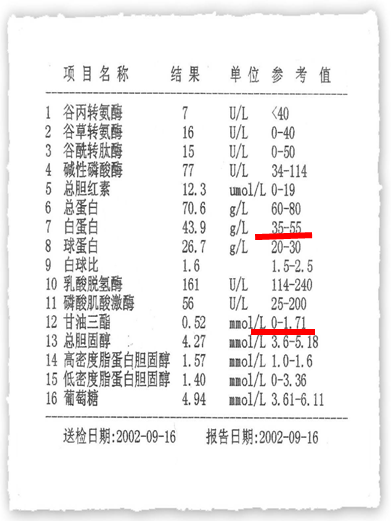 项目名称 结果 单位 参考值
1 谷丙转氨酶 7 U/L <40
2 谷草转氨酶 16 U/L 0-40
3 谷酰转肽酶 15 U/L 0-50
4 碱性磷酸酶 77 U/L 34-114
5 总胆红素 12.3 umol/L 0-19
6 总蛋白 70.6 g/L 60-80
7 白蛋白 43.9 g/L 35-55
8 球蛋白 26.7 g/L 20-30
9 白球比 1.6 1.5-2.5
10 乳酸脱氢酶 161 U/L 114-240
11 磷酸肌酸激酶 56 U/L 25-200
12 甘油三酯 0.52 mmol/L 0-1.71
13 总胆固醇 4.27 mmol/L 3.6-5.18
14 高密度脂蛋白胆固醇 1.57 mmol/L 1.0-1.6
15 低密度脂蛋白胆固醇 1.40 mmol/L 0-3.36
16 葡萄糖 4.94 mmol/L 3.61-6.11
送检日期:2002-09-16 报告日期:2002-09-16